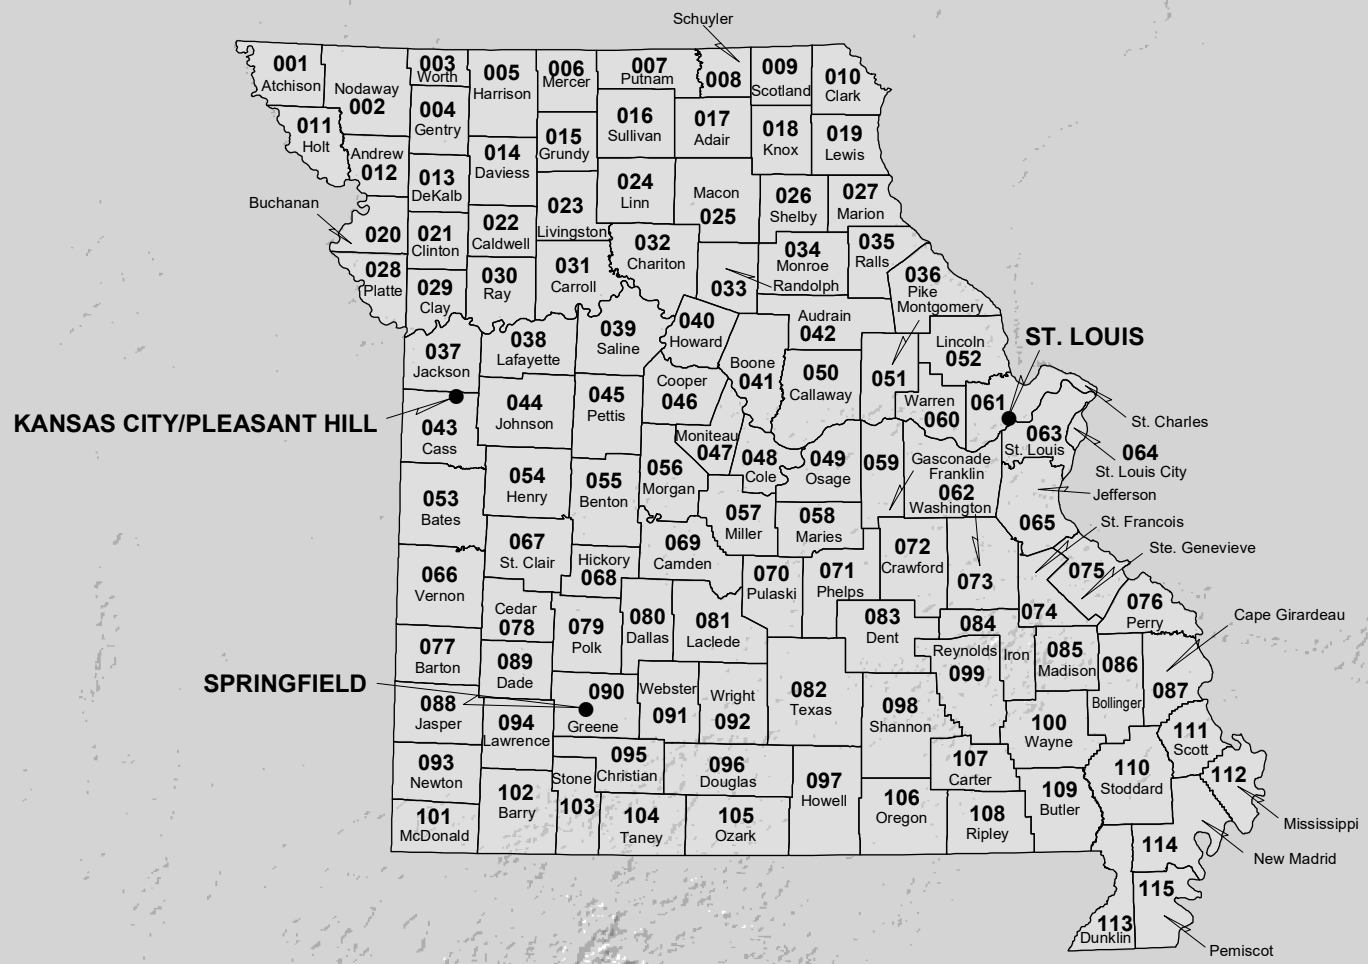 Schuyler
001
Atchison
Nodaway
002
003
Worth
005
Harrison
006
Mercer
007
Putnam
008
009
Scotland
010
Clark
011
Holt
004
Gentry
015
Grundy
016
Sullivan
017
Adair
018
Knox
019
Lewis
Andrew
012
013
DeKalb
014
Daviess
023
Livingston
024
Linn
Macon
025
026
Shelby
027
Marion
Buchanan
020
021
Clinton
022
Caldwell
032
Chariton
034
Monroe
035
Ralls
028
Platte
029
Clay
030
Ray
031
Carroll
033
Randolph
036
Pike
Montgomery
037
Jackson
038
Lafayette
039
Saline
040
Howard
Boone
041
Audrain
042
050
Callaway
051
Lincoln
052
ST. LOUIS
KANSAS CITY/PLEASANT HILL
043
Cass
044
Johnson
045
Pettis
Cooper
046
Moniteau
047
048
Cole
049
Osage
059
Warren
060
061
063
St. Louis
St. Charles
064
St. Louis City
Gasconade
Franklin
062
Washington
Jefferson
065
St. Francois
Ste. Genevieve
053
Bates
054
Henry
055
Benton
056
Morgan
057
Miller
058
Maries
066
Vernon
067
St. Clair
Hickory
068
069
Camden
070
Pulaski
071
Phelps
072
Crawford
073
074
075
076
Perry
Cape Girardeau
077
Barton
Cedar
078
079
Polk
080
Dallas
081
Laclede
082
Texas
083
Dent
084
Iron
Reynolds
099
085
Madison
086
Bollinger
087
SPRINGFIELD
088
Jasper
089
Dade
090
Greene
Webster
091
Wright
092
098
Shannon
100
Wayne
111
Scott
112
Mississippi
093
Newton
094
Lawrence
095
Christian
096
Douglas
097
Howell
107
Carter
109
Butler
110
Stoddard
101
McDonald
102
Barry
Stone
103
104
Taney
105
Ozark
106
Oregon
108
Ripley
114
New Madrid
113
Dunklin
115
Pemiscot